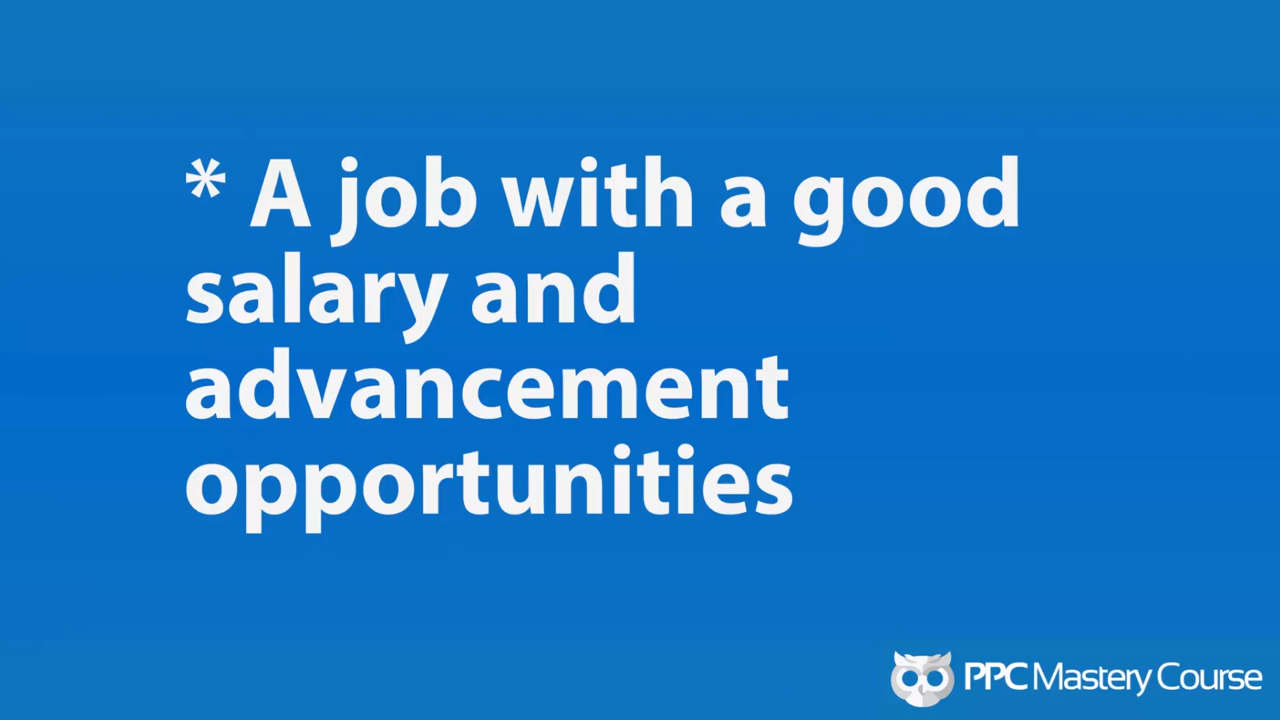 * A job with a good
salary and
advancement
opportunities
PPC Mastery Course